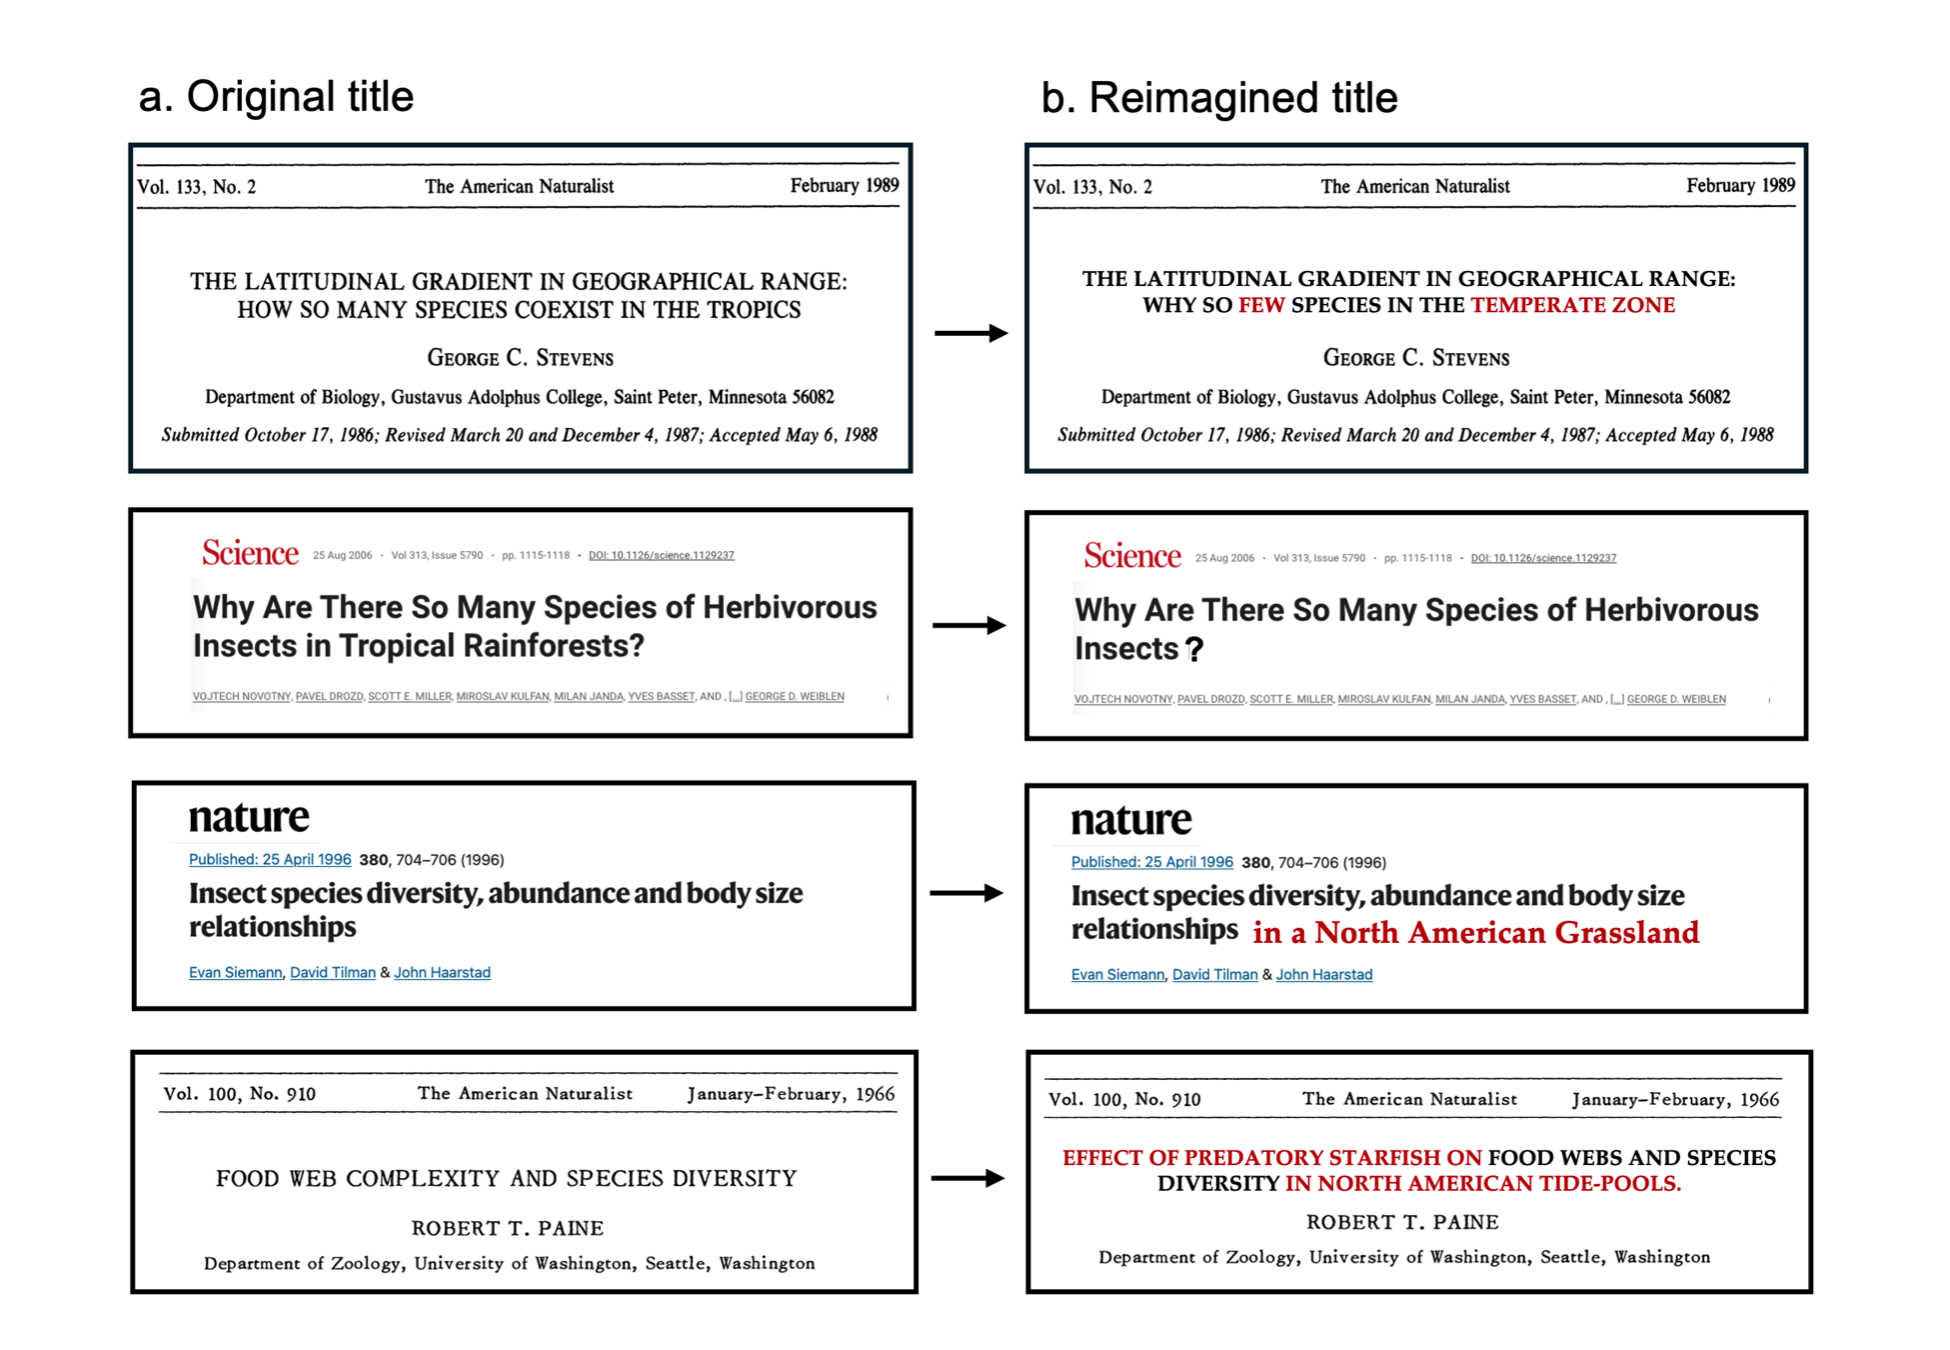 a. Original title
b. Reimagined title
Vol. 133, No. 2 The American Naturalist February 1989
THE LATITUDINAL GRADIENT IN GEOGRAPHICAL RANGE:
HOW SO MANY SPECIES COEXIST IN THE TROPICS
GEORGE C. STEVENS
Department of Biology, Gustavus Adolphus College, Saint Peter, Minnesota 56082
Submitted October 17, 1986; Revised March 20 and December 4, 1987; Accepted May 6, 1988
Vol. 133, No. 2 The American Naturalist February 1989
THE LATITUDINAL GRADIENT IN GEOGRAPHICAL RANGE:
WHY SO FEW SPECIES IN THE TEMPERATE ZONE
GEORGE C. STEVENS
Department of Biology, Gustavus Adolphus College, Saint Peter, Minnesota 56082
Submitted October 17, 1986; Revised March 20 and December 4, 1987; Accepted May 6, 1988
Science 25 Aug 2006 · Vol 313, Issue 5790 · pp. 1115-1118 · DOI: 10.1126/science.1129237
Why Are There So Many Species of Herbivorous
Insects in Tropical Rainforests?
VOJTECH NOVOTNY, PAVEL DROZD, SCOTT E. MILLER, MIROSLAV KULFAN, MILAN JANDA, YVES BASSET, AND , [...] GEORGE D. WEIBLEN
Science 25 Aug 2006 · Vol 313, Issue 5790 · pp. 1115-1118 · DOI: 10.1126/science.1129237
Why Are There So Many Species of Herbivorous
Insects ?
VOJTECH NOVOTNY, PAVEL DROZD, SCOTT E. MILLER, MIROSLAV KULFAN, MILAN JANDA, YVES BASSET, AND , [...] GEORGE D. WEIBLEN
nature
Published: 25 April 1996 380, 704–706 (1996)
Insect species diversity, abundance and body size
relationships
Evan Siemann, David Tilman & John Haarstad
nature
Published: 25 April 1996 380, 704–706 (1996)
Insect species diversity, abundance and body size
relationships in a North American Grassland
Evan Siemann, David Tilman & John Haarstad
Vol. 100, No. 910 The American Naturalist January–February, 1966
FOOD WEB COMPLEXITY AND SPECIES DIVERSITY
ROBERT T. PAINE
Department of Zoology, University of Washington, Seattle, Washington
Vol. 100, No. 910 The American Naturalist January–February, 1966
EFFECT OF PREDATORY STARFISH ON FOOD WEBS AND SPECIES
DIVERSITY IN NORTH AMERICAN TIDE-POOLS.
ROBERT T. PAINE
Department of Zoology, University of Washington, Seattle, Washington